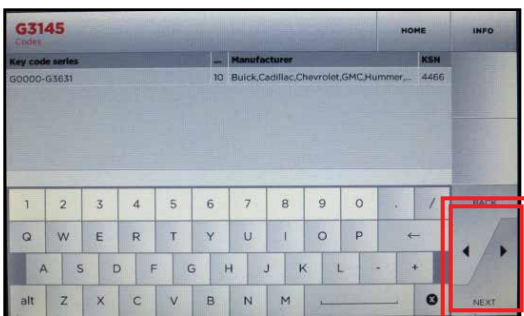 G3145
Codes
HOME
INFO
Key code series ... Manufacturer KSN
G0000-G3631 10 Buick,Cadillac,Chevrolet,GMC,Hummer,... 4466
1 2 3 4 5 6 7 8 9 0 . /
BACK
Q W E R T Y U I O P ←
A S D F G H J K L - +
alt Z X C V B N M
NEXT